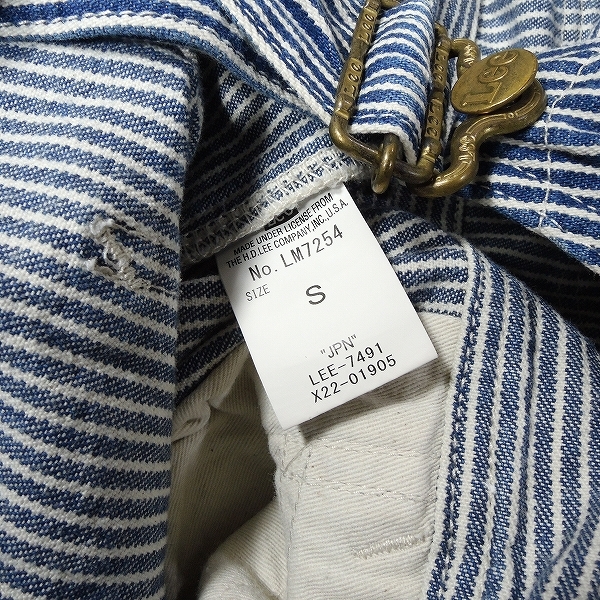 Lee
MADE UNDER LICENSE FROM
THE H.D.LEE COMPANY,INC.,U.S.A.
No. LM7254
SIZE
S
"JPN"
LEE-7491
X22-01905